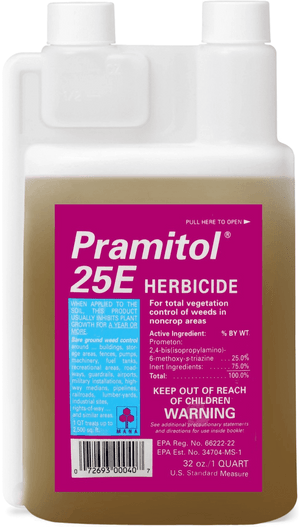 PULL HERE TO OPEN ▶
Pramitol®
25E HERBICIDE
WHEN APPLIED TO THE
SOIL, THIS PRODUCT
USUALLY INHIBITS PLANT
GROWTH FOR A YEAR OR
MORE.
Bare ground weed control
around ... buildings, stor-
age areas, fences, pumps,
machinery, fuel tanks,
recreational areas, road-
ways, guardrails, airports,
military installations, high-
way medians, pipelines,
railroads, lumber-yards,
industrial sites,
rights-of-way ...
and similar areas.
1 QT treats up to
2,500 sq. ft.
MANA
For total vegetation
control of weeds in
noncrop areas
Active Ingredient: % BY WT.
Prometon:
2,4-bis(isopropylamino)-
6-methoxy-s-triazine .... 25.0%
Inert Ingredients: ...... 75.0%
Total: ..................... 100.0%
KEEP OUT OF REACH
OF CHILDREN
WARNING
See additional precautionary statements
and directions for use inside booklet!
EPA Reg. No. 66222-22
EPA Est. No. 34704-MS-1
32 oz./1 QUART
U.S. Standard Measure
0 72693 00040 7